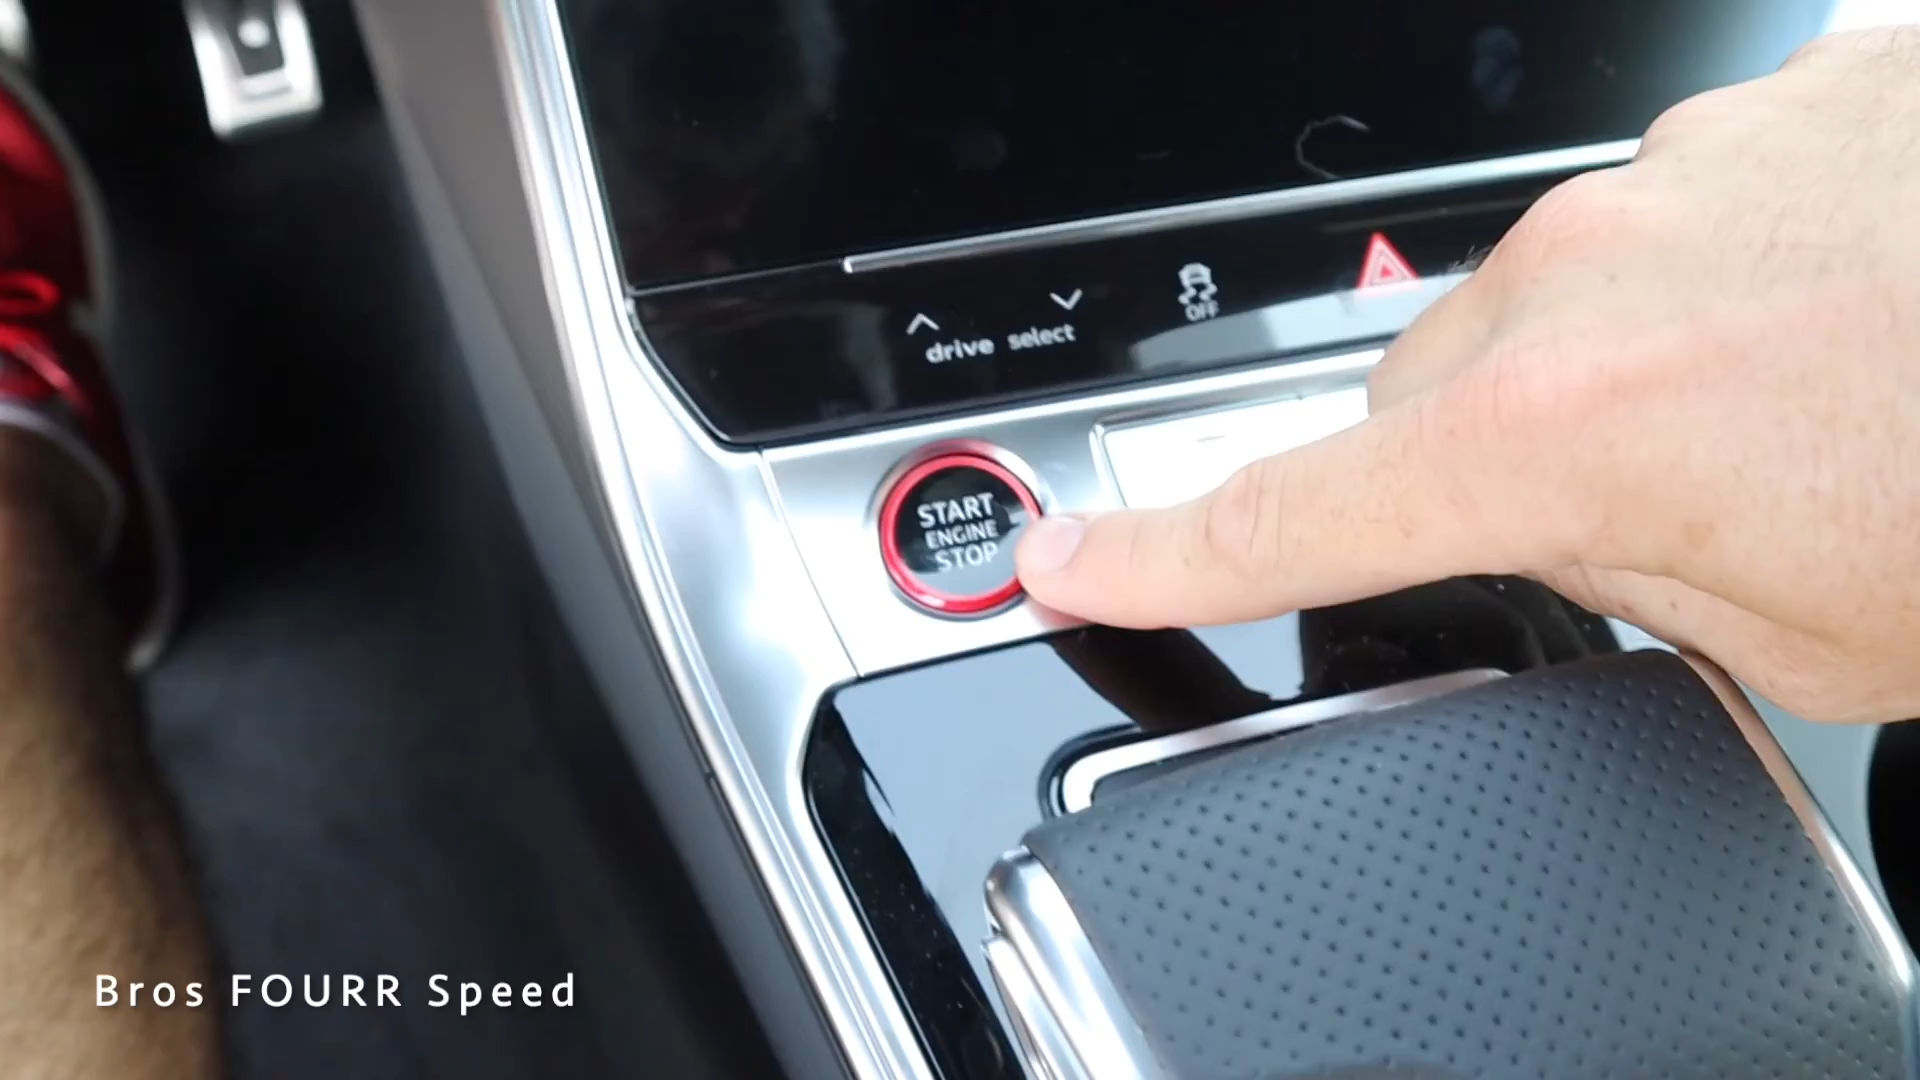 drive select
OFF
START
ENGINE
STOP
Bros FOURR Speed